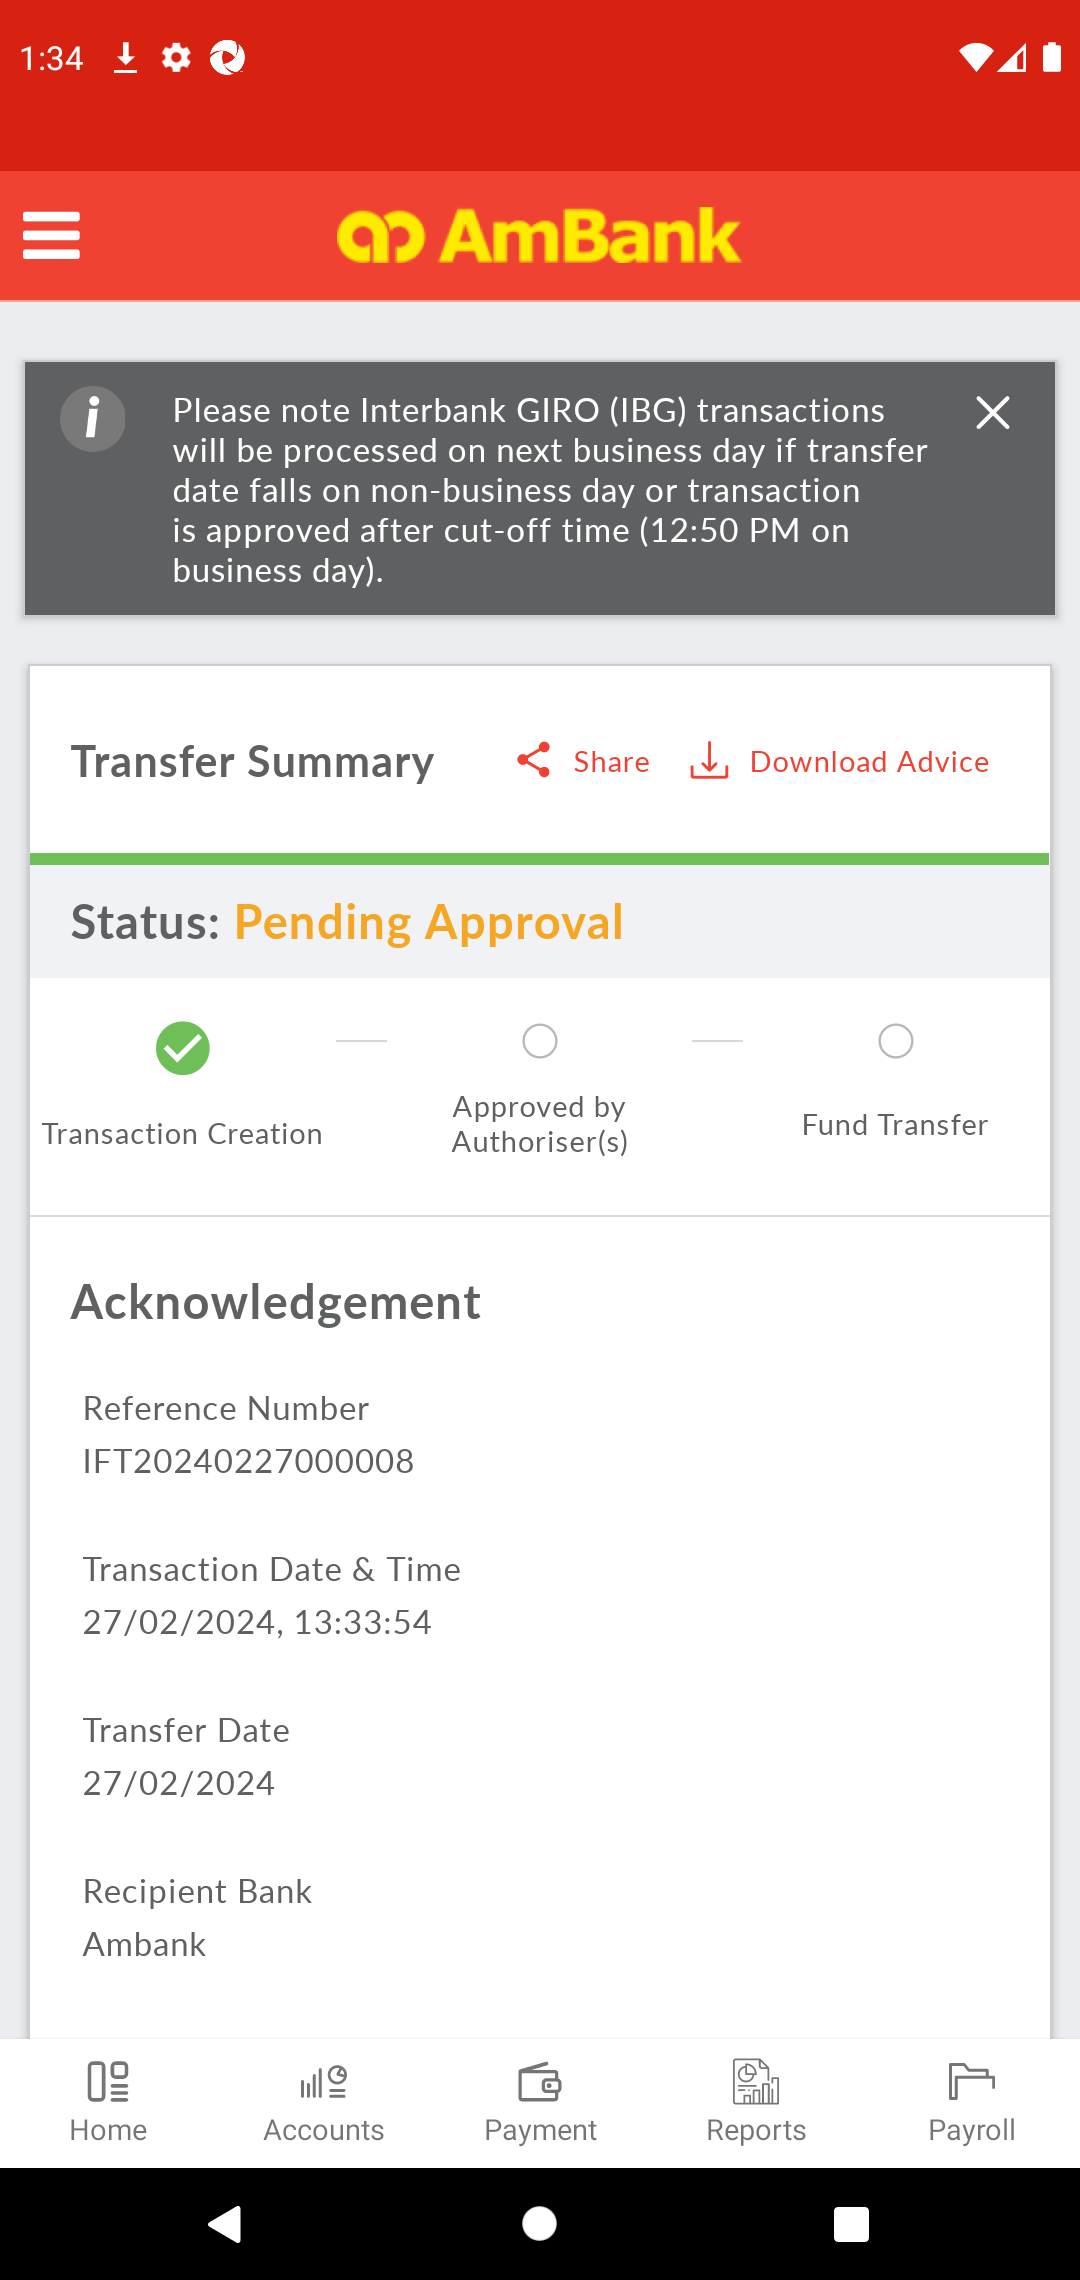 1:34
AmBank
Please note Interbank GIRO (IBG) transactions
will be processed on next business day if transfer
date falls on non-business day or transaction
is approved after cut-off time (12:50 PM on
business day).
Transfer Summary
Share
Download Advice
Status: Pending Approval
Transaction Creation
Approved by
Authoriser(s)
Fund Transfer
Acknowledgement
Reference Number
IFT20240227000008
Transaction Date & Time
27/02/2024, 13:33:54
Transfer Date
27/02/2024
Recipient Bank
Ambank
Home
Accounts
Payment
Reports
Payroll